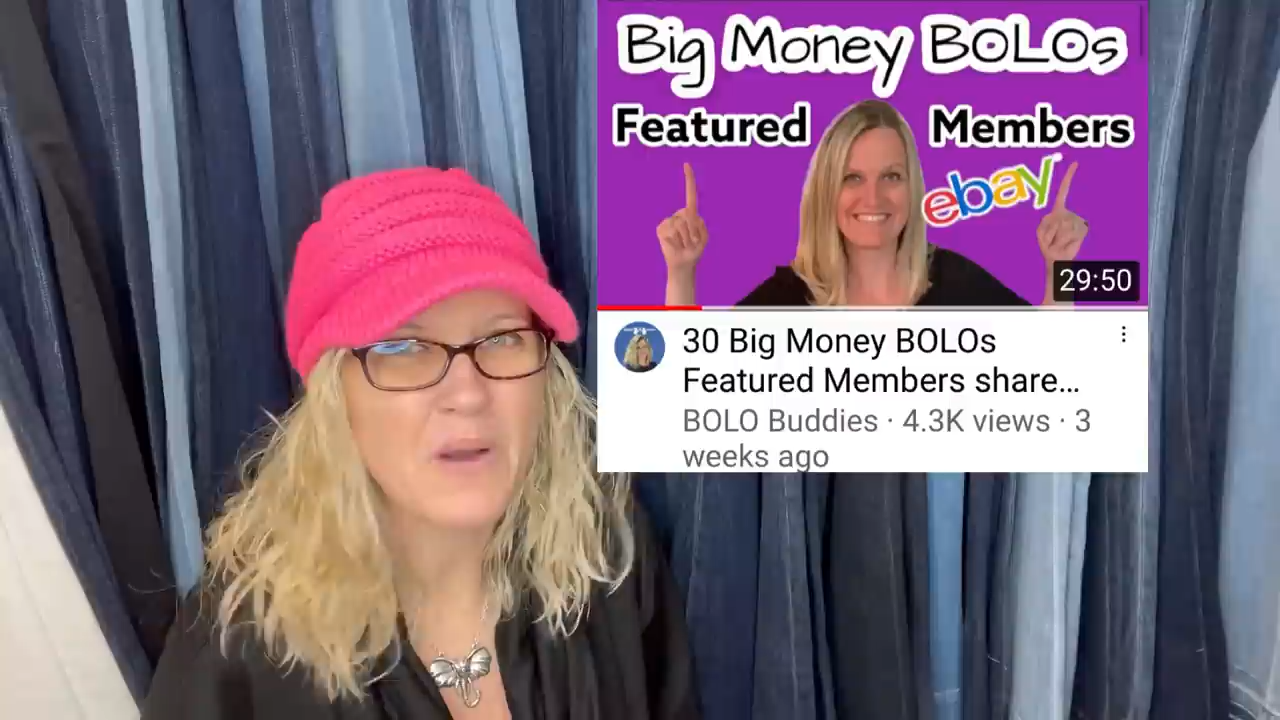 Big Money BOLOs
Featured Members
ebay
29:50
30 Big Money BOLOs
Featured Members share...
BOLO Buddies · 4.3K views · 3
weeks ago